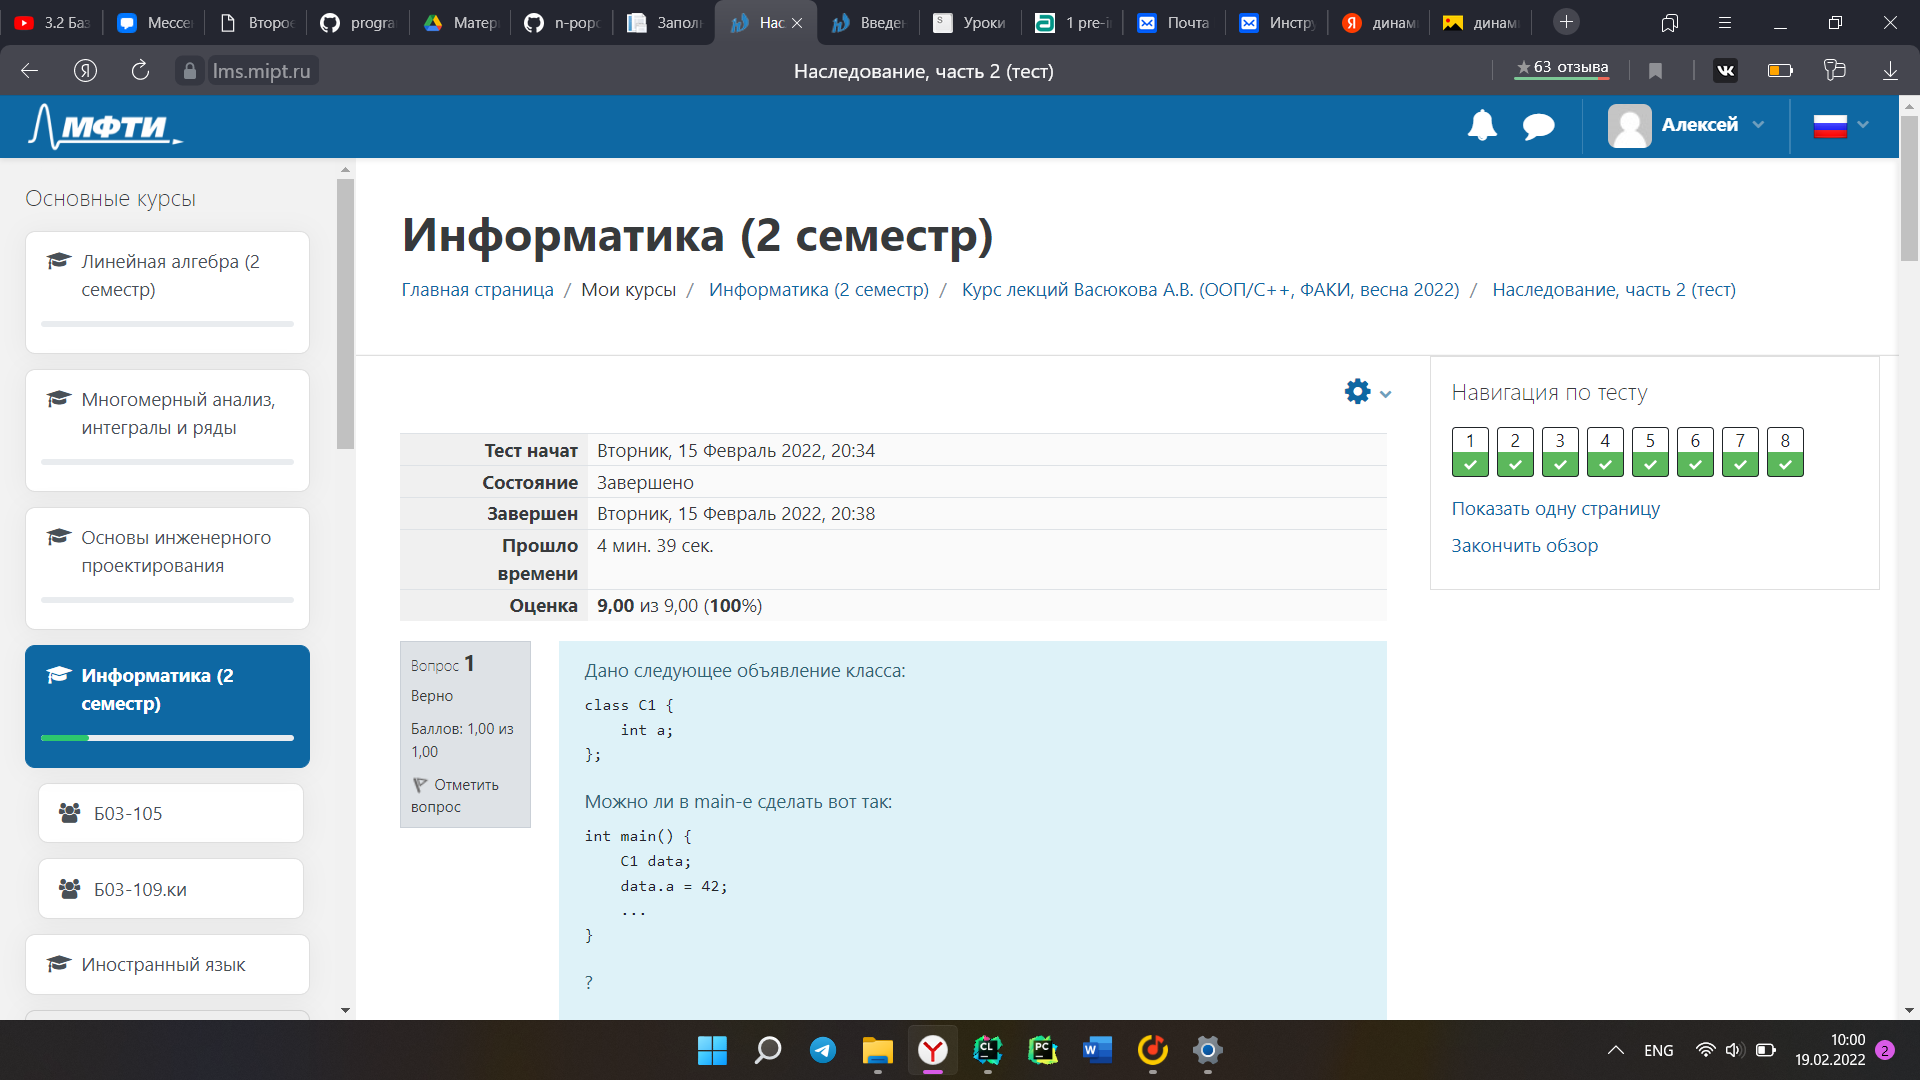 3.2 Баз
Мессе
Второе
progra
Матер
n-popo
Заполн
Нас
Введен
Уроки
1 pre-i
Почта
Инстру
динам
динам
lms.mipt.ru
Наследование, часть 2 (тест)
63 отзыва
МФТИ
Алексей
Основные курсы
Линейная алгебра (2
семестр)
Многомерный анализ,
интегралы и ряды
Основы инженерного
проектирования
Информатика (2
семестр)
Б03-105
Б03-109.ки
Иностранный язык
Информатика (2 семестр)
Главная страница / Мои курсы / Информатика (2 семестр) / Курс лекций Васюкова А.В. (ООП/С++, ФАКИ, весна 2022) / Наследование, часть 2 (тест)
Тест начат Вторник, 15 Февраль 2022, 20:34
Состояние Завершено
Завершен Вторник, 15 Февраль 2022, 20:38
Прошло времени 4 мин. 39 сек.
Оценка 9,00 из 9,00 (100%)
Вопрос 1
Верно
Баллов: 1,00 из
1,00
Отметить
вопрос
Дано следующее объявление класса:
class C1 {
    int a;
};
Можно ли в main-е сделать вот так:
int main() {
    C1 data;
    data.a = 42;
    ...
}
?
Навигация по тесту
1 2 3 4 5 6 7 8
Показать одну страницу
Закончить обзор
ENG
10:00
19.02.2022
2